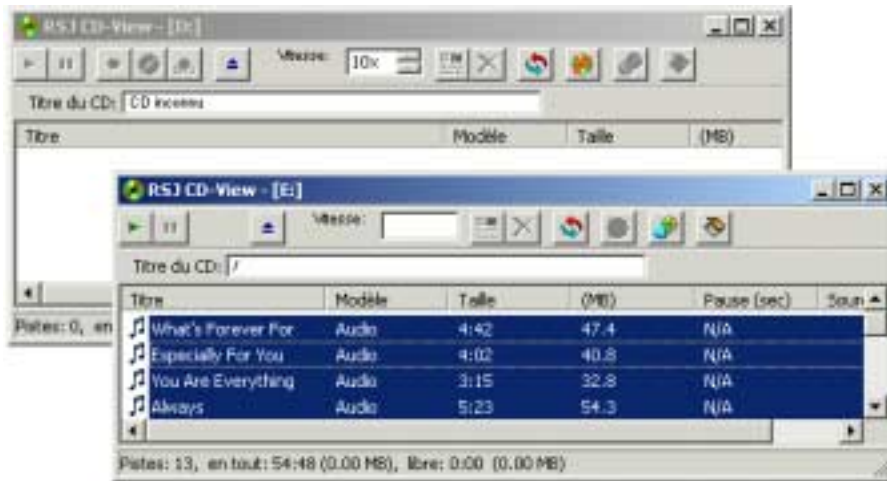 RSJ CD-View - [D:]
Vitesse: 10x
Titre du CD: CD inconnu
Titre Modèle Taille (MB)
Pistes: 0, en
RSJ CD-View - [E:]
Vitesse:
Titre du CD: /
Titre Modèle Taille (MB) Pause (sec) Sour
What's Forever For Audio 4:42 47.4 N/A
Especially For You Audio 4:02 40.8 N/A
You Are Everything Audio 3:15 32.8 N/A
Always Audio 5:23 54.3 N/A
Pistes: 13, en tout: 54:48 (0.00 MB), libre: 0:00 (0.00 MB)